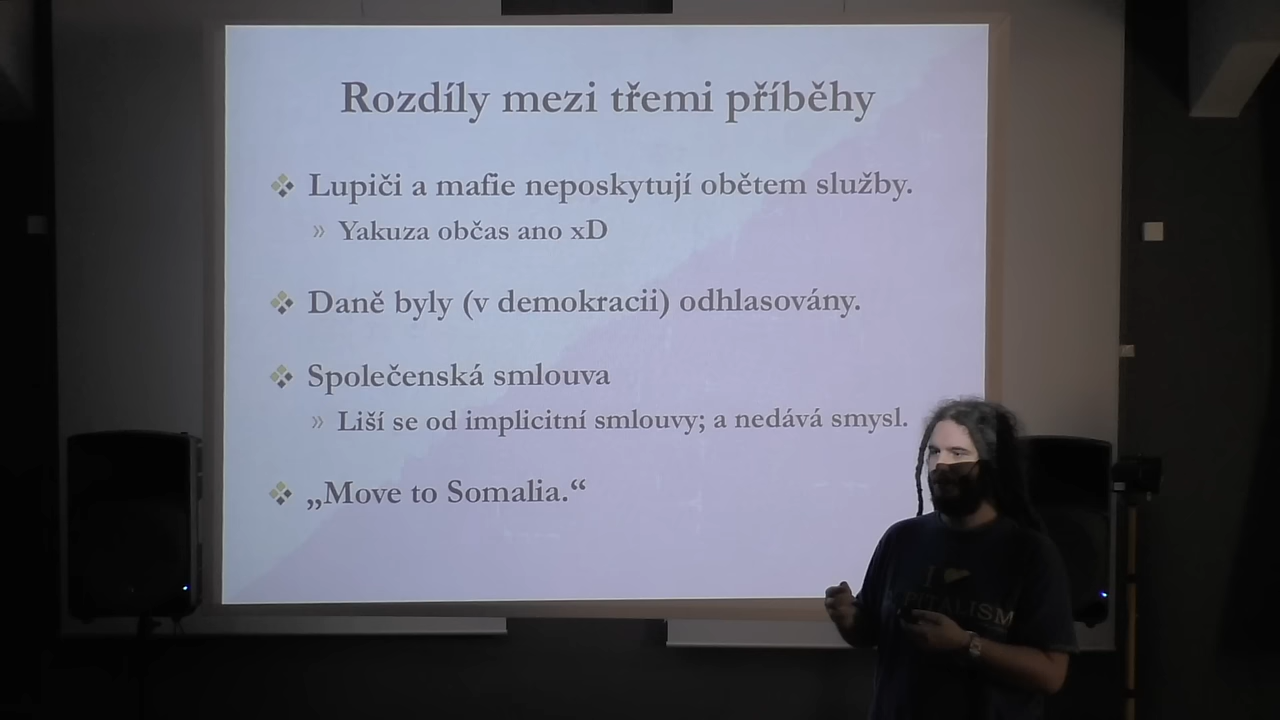 Rozdíly mezi třemi příběhy
Lupiči a mafie neposkytují obětem služby.
» Yakuza občas ano xD
Daně byly (v demokracii) odhlasovány.
Společenská smlouva
» Liší se od implicitní smlouvy; a nedává smysl.
„Move to Somalia.“
I
PITALISM